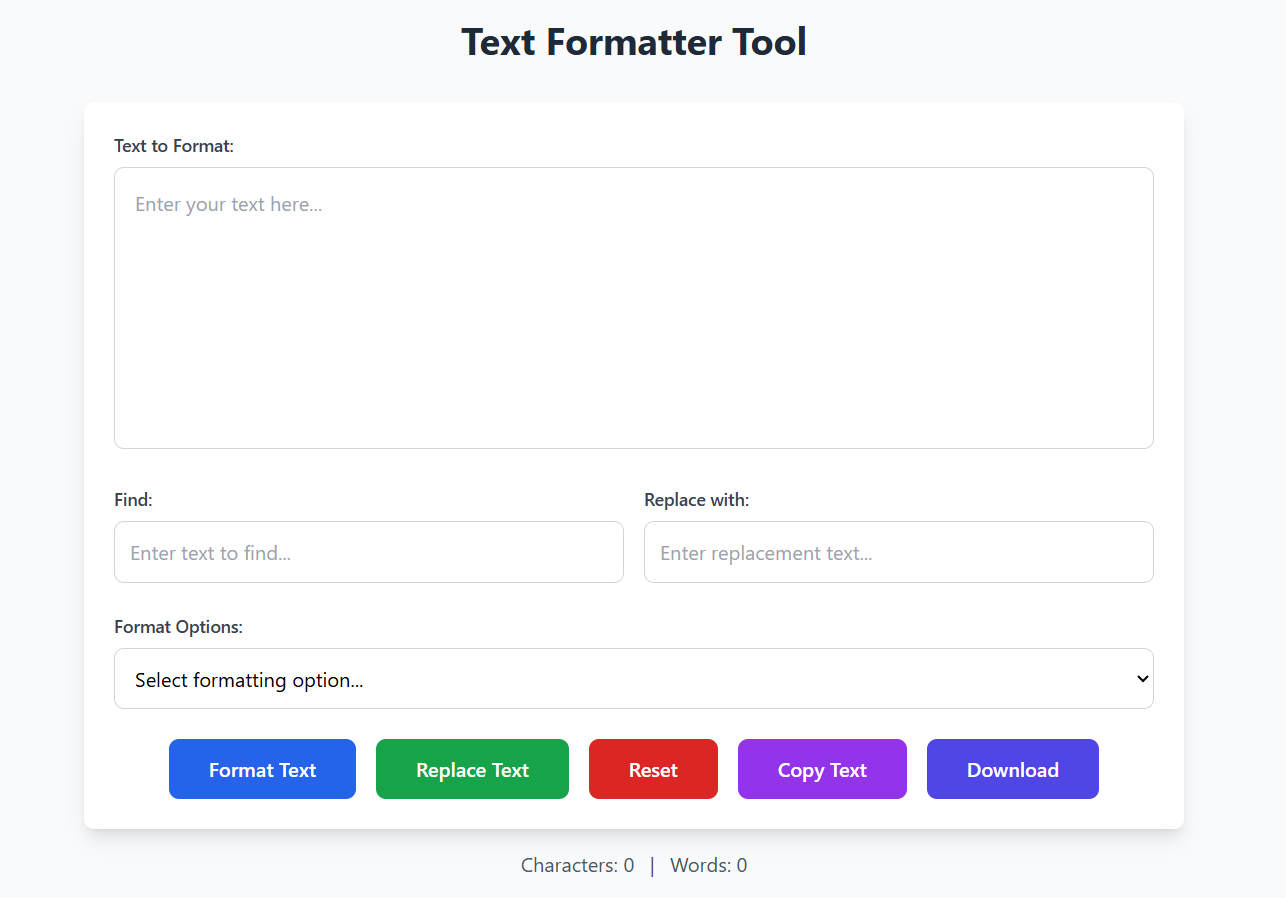 Text Formatter Tool
Text to Format:
Enter your text here...
Find:
Replace with:
Enter text to find...
Enter replacement text...
Format Options:
Select formatting option...
Format Text
Replace Text
Reset
Copy Text
Download
Characters: 0 | Words: 0